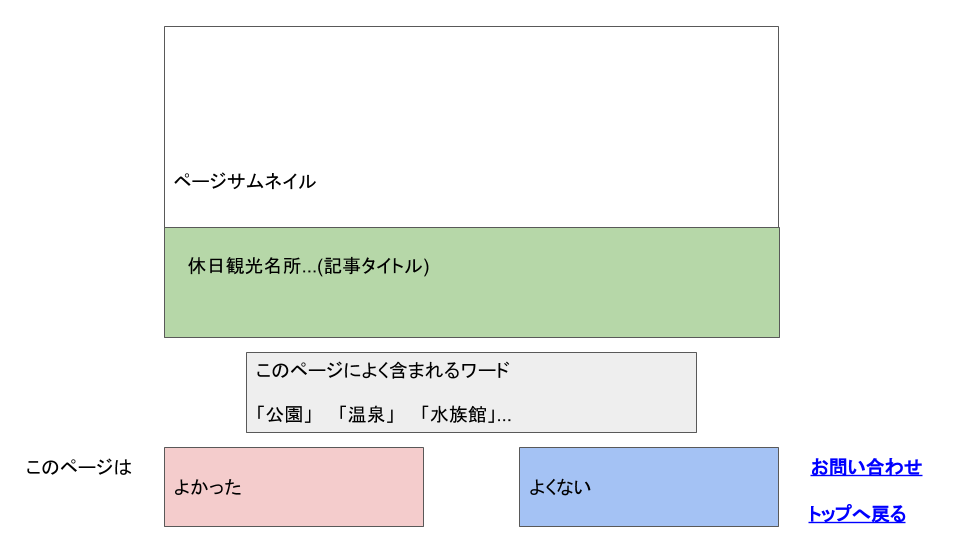 ページサムネイル
休日観光名所...(記事タイトル)
このページによく含まれるワード
「公園」 「温泉」 「水族館」...
このページは
よかった
よくない
お問い合わせ
トップへ戻る